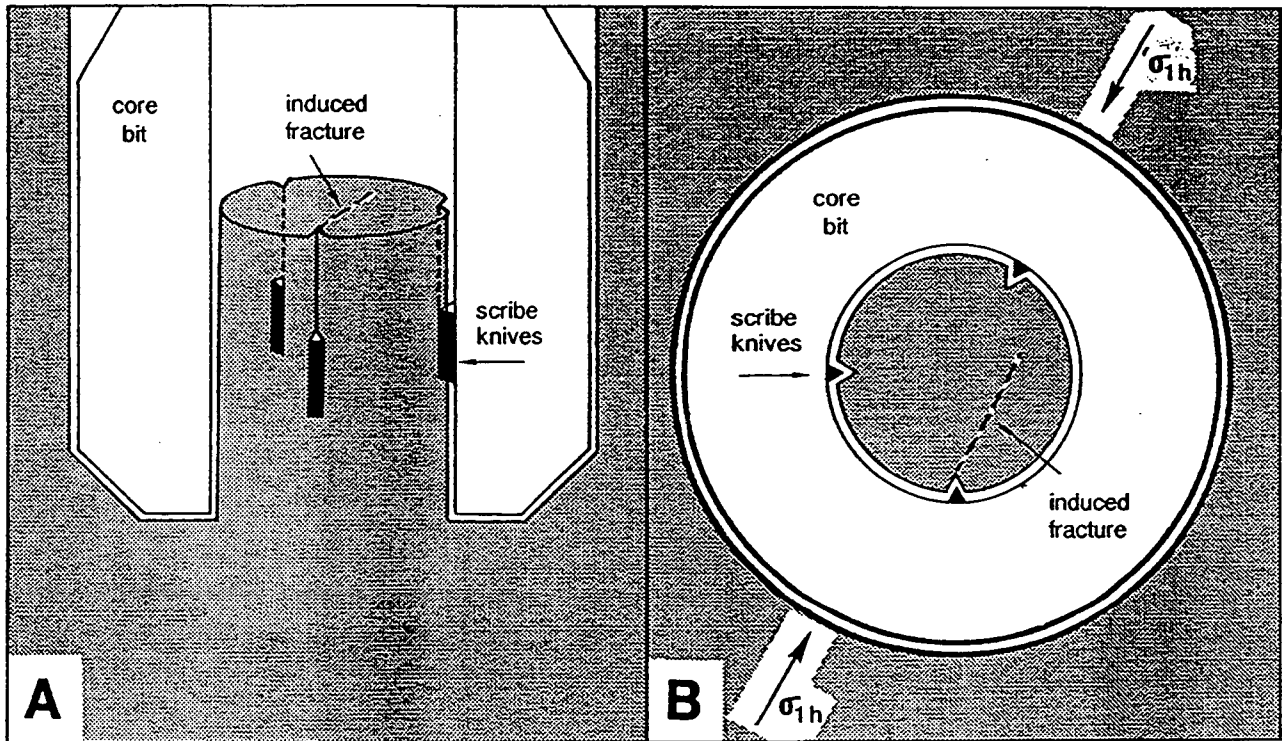 core
bit
induced
fracture
scribe
knives
A
σ1h
core
bit
scribe
knives
induced
fracture
σ1h
B